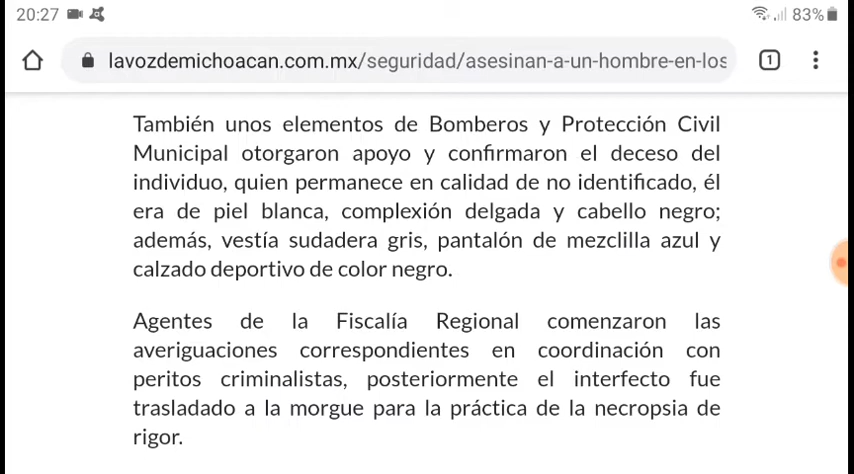 20:27 83%
lavozdemichoacan.com.mx/seguridad/asesinan-a-un-hombre-en-los 1
También unos elementos de Bomberos y Protección Civil
Municipal otorgaron apoyo y confirmaron el deceso del
individuo, quien permanece en calidad de no identificado, él
era de piel blanca, complexión delgada y cabello negro;
además, vestía sudadera gris, pantalón de mezclilla azul y
calzado deportivo de color negro.
Agentes de la Fiscalía Regional comenzaron las
averiguaciones correspondientes en coordinación con
peritos criminalistas, posteriormente el interfecto fue
trasladado a la morgue para la práctica de la necropsia de
rigor.